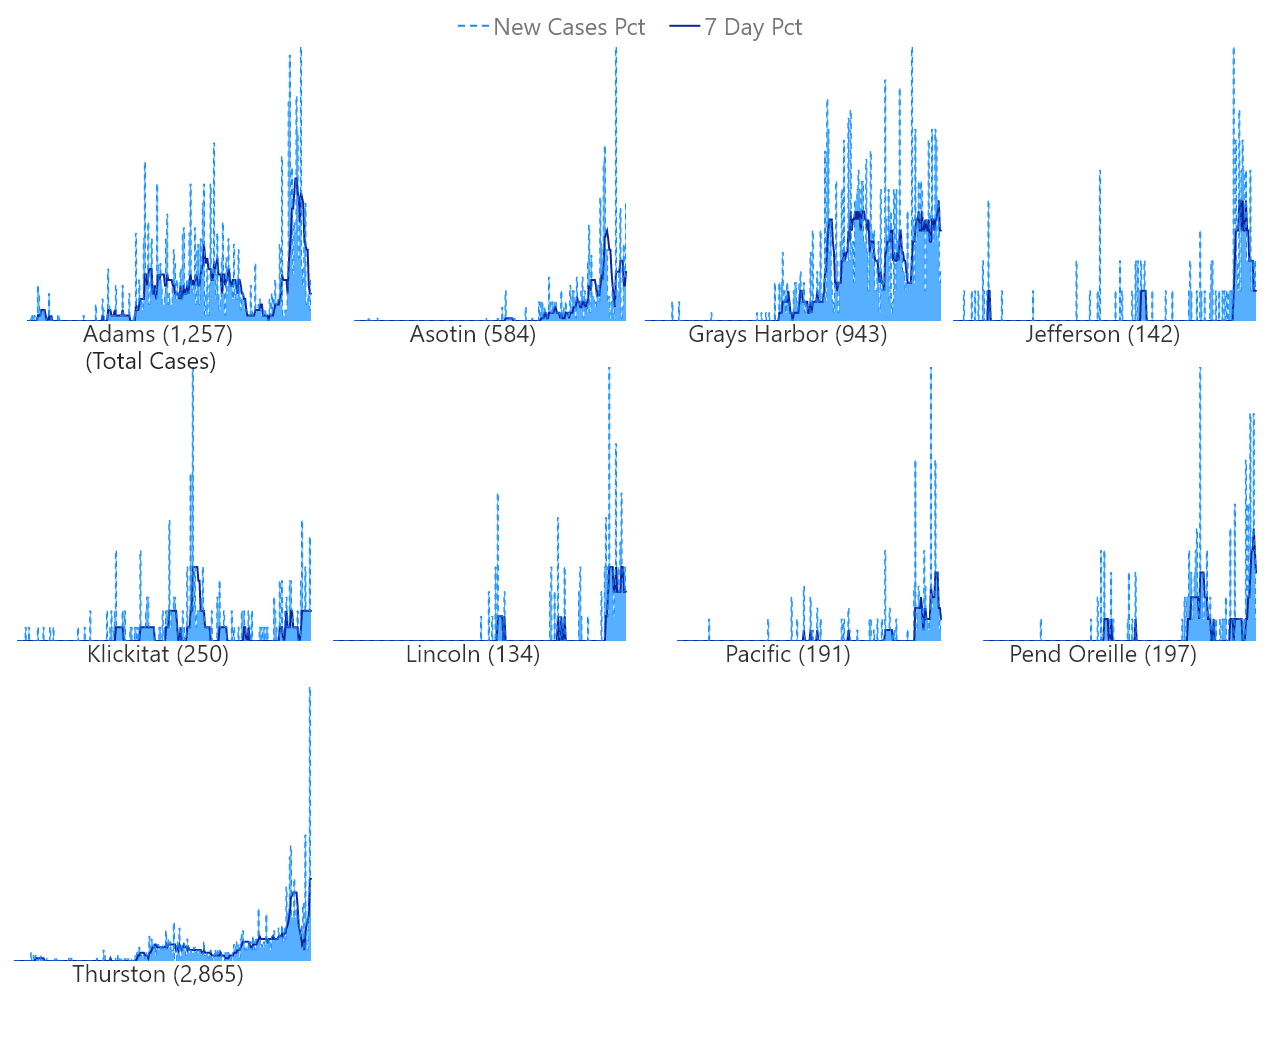 New Cases Pct 7 Day Pct
Adams (1,257) Asotin (584) Grays Harbor (943) Jefferson (142)
(Total Cases)
Klickitat (250) Lincoln (134) Pacific (191) Pend Oreille (197)
Thurston (2,865)